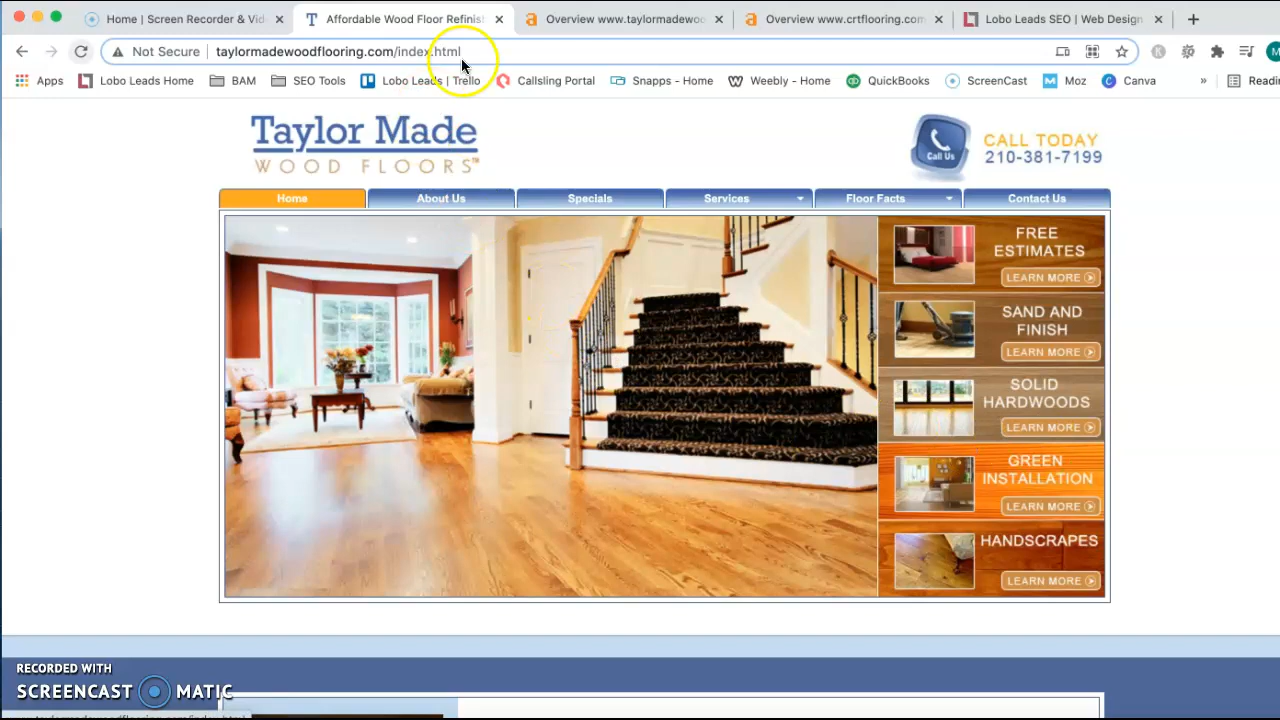 Home | Screen Recorder & Vid
Affordable Wood Floor Refinish
Overview www.taylormadewoo
Overview www.crtflooring.com
Lobo Leads SEO | Web Design
Not Secure
taylormadewoodflooring.com/index.html
Apps
Lobo Leads Home
BAM
SEO Tools
Lobo Leads | Trello
Callsling Portal
Snapps - Home
Weebly - Home
QuickBooks
ScreenCast
Moz
Canva
»
Readin
Taylor Made
WOOD FLOORS™
Call Us
CALL TODAY
210-381-7199
Home
About Us
Specials
Services
Floor Facts
Contact Us
FREE
ESTIMATES
LEARN MORE
SAND AND
FINISH
LEARN MORE
SOLID
HARDWOODS
LEARN MORE
GREEN
INSTALLATION
LEARN MORE
HANDSCRAPES
LEARN MORE
RECORDED WITH
SCREENCAST MATIC